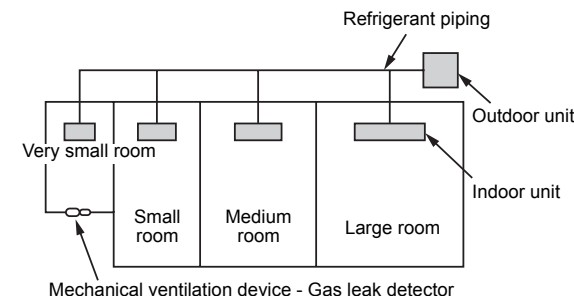 Refrigerant piping
Outdoor unit
Very small room
Indoor unit
Small
room
Medium
room
Large room
Mechanical ventilation device - Gas leak detector